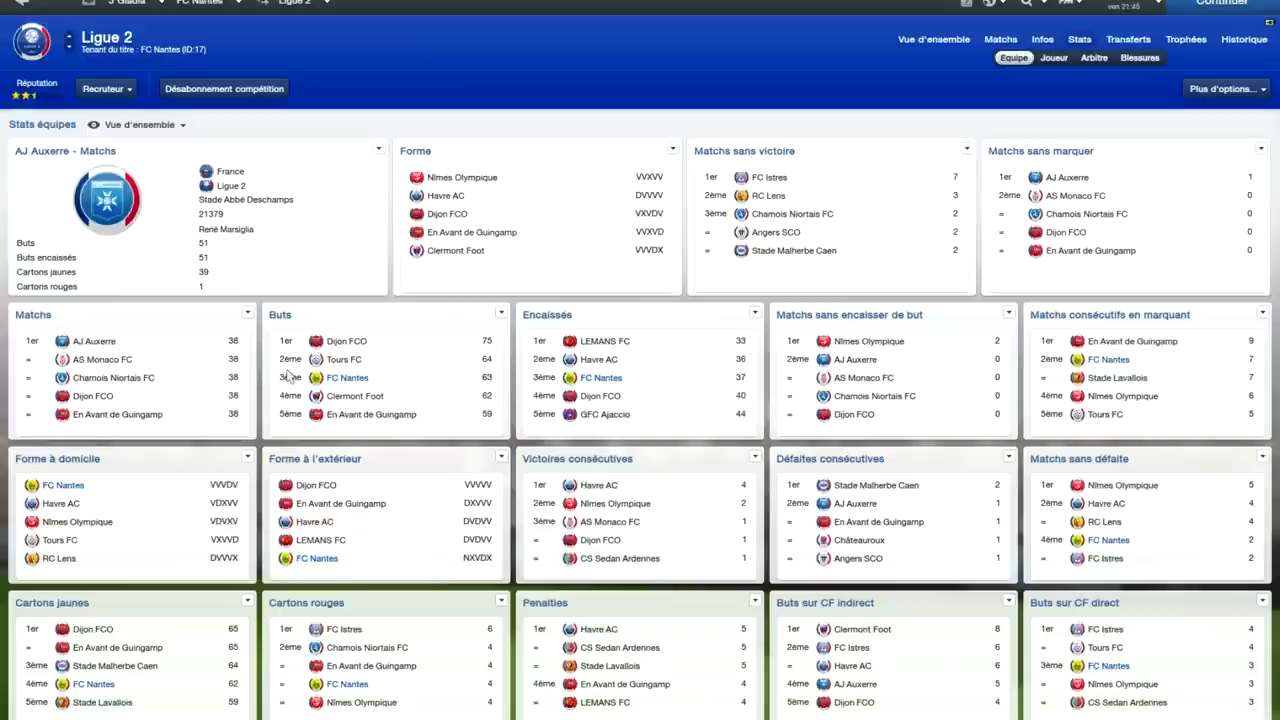 J Gladia FC Nantes Ligue 2 ven 21:45 Continuer
Ligue 2
Tenant du titre : FC Nantes (ID:17)
Vue d'ensemble Matchs Infos Stats Transferts Trophées Historique
Equipe Joueur Arbitre Blessures
Réputation
Recruteur Désabonnement compétition Plus d'options...
Stats équipes Vue d'ensemble
AJ Auxerre - Matchs
France
Ligue 2
Stade Abbé Deschamps
21379
René Marsiglia
Buts 51
Buts encaissés 51
Cartons jaunes 39
Cartons rouges 1
Forme
Nîmes Olympique VVXVV
Havre AC DVVVV
Dijon FCO VXVDV
En Avant de Guingamp VVXVD
Clermont Foot VVVDX
Matchs sans victoire
1er FC Istres 7
2ème RC Lens 3
3ème Chamois Niortais FC 2
= Angers SCO 2
= Stade Malherbe Caen 2
Matchs sans marquer
1er AJ Auxerre 1
2ème AS Monaco FC 0
= Chamois Niortais FC 0
= Dijon FCO 0
= En Avant de Guingamp 0
Matchs
1er AJ Auxerre 38
= AS Monaco FC 38
= Chamois Niortais FC 38
= Dijon FCO 38
= En Avant de Guingamp 38
Buts
1er Dijon FCO 75
2ème Tours FC 64
3ème FC Nantes 63
4ème Clermont Foot 62
5ème En Avant de Guingamp 59
Encaissés
1er LEMANS FC 33
2ème Havre AC 36
3ème FC Nantes 37
4ème Dijon FCO 40
5ème GFC Ajaccio 44
Matchs sans encaisser de but
1er Nîmes Olympique 2
2ème AJ Auxerre 0
= AS Monaco FC 0
= Chamois Niortais FC 0
= Dijon FCO 0
Matchs consécutifs en marquant
1er En Avant de Guingamp 9
2ème FC Nantes 7
= Stade Lavallois 7
4ème Nîmes Olympique 6
5ème Tours FC 5
Forme à domicile
FC Nantes VVVDV
Havre AC VDXVV
Nîmes Olympique VDVXV
Tours FC VXVVD
RC Lens DVVVX
Forme à l'extérieur
Dijon FCO VVVVV
En Avant de Guingamp DXVVV
Havre AC DVDVV
LEMANS FC DVDVV
FC Nantes NXVDX
Victoires consécutives
1er Havre AC 4
2ème Nîmes Olympique 2
3ème AS Monaco FC 1
= Dijon FCO 1
= CS Sedan Ardennes 1
Défaites consécutives
1er Stade Malherbe Caen 2
2ème AJ Auxerre 1
= En Avant de Guingamp 1
= Châteauroux 1
= Angers SCO 1
Matchs sans défaite
1er Nîmes Olympique 5
2ème Havre AC 4
= RC Lens 4
4ème FC Nantes 2
= FC Istres 2
Cartons jaunes
1er Dijon FCO 65
= En Avant de Guingamp 65
3ème Stade Malherbe Caen 64
4ème FC Nantes 62
5ème Stade Lavallois 59
Cartons rouges
1er FC Istres 6
2ème Chamois Niortais FC 4
= En Avant de Guingamp 4
= FC Nantes 4
= Nîmes Olympique 4
Penalties
1er Havre AC 5
= CS Sedan Ardennes 5
= Stade Lavallois 5
4ème En Avant de Guingamp 4
= LEMANS FC 4
Buts sur CF indirect
1er Clermont Foot 8
2ème FC Istres 6
= Havre AC 6
4ème AJ Auxerre 5
5ème Dijon FCO 4
Buts sur CF direct
1er FC Istres 4
= Tours FC 4
3ème FC Nantes 3
= Nîmes Olympique 3
= CS Sedan Ardennes 3